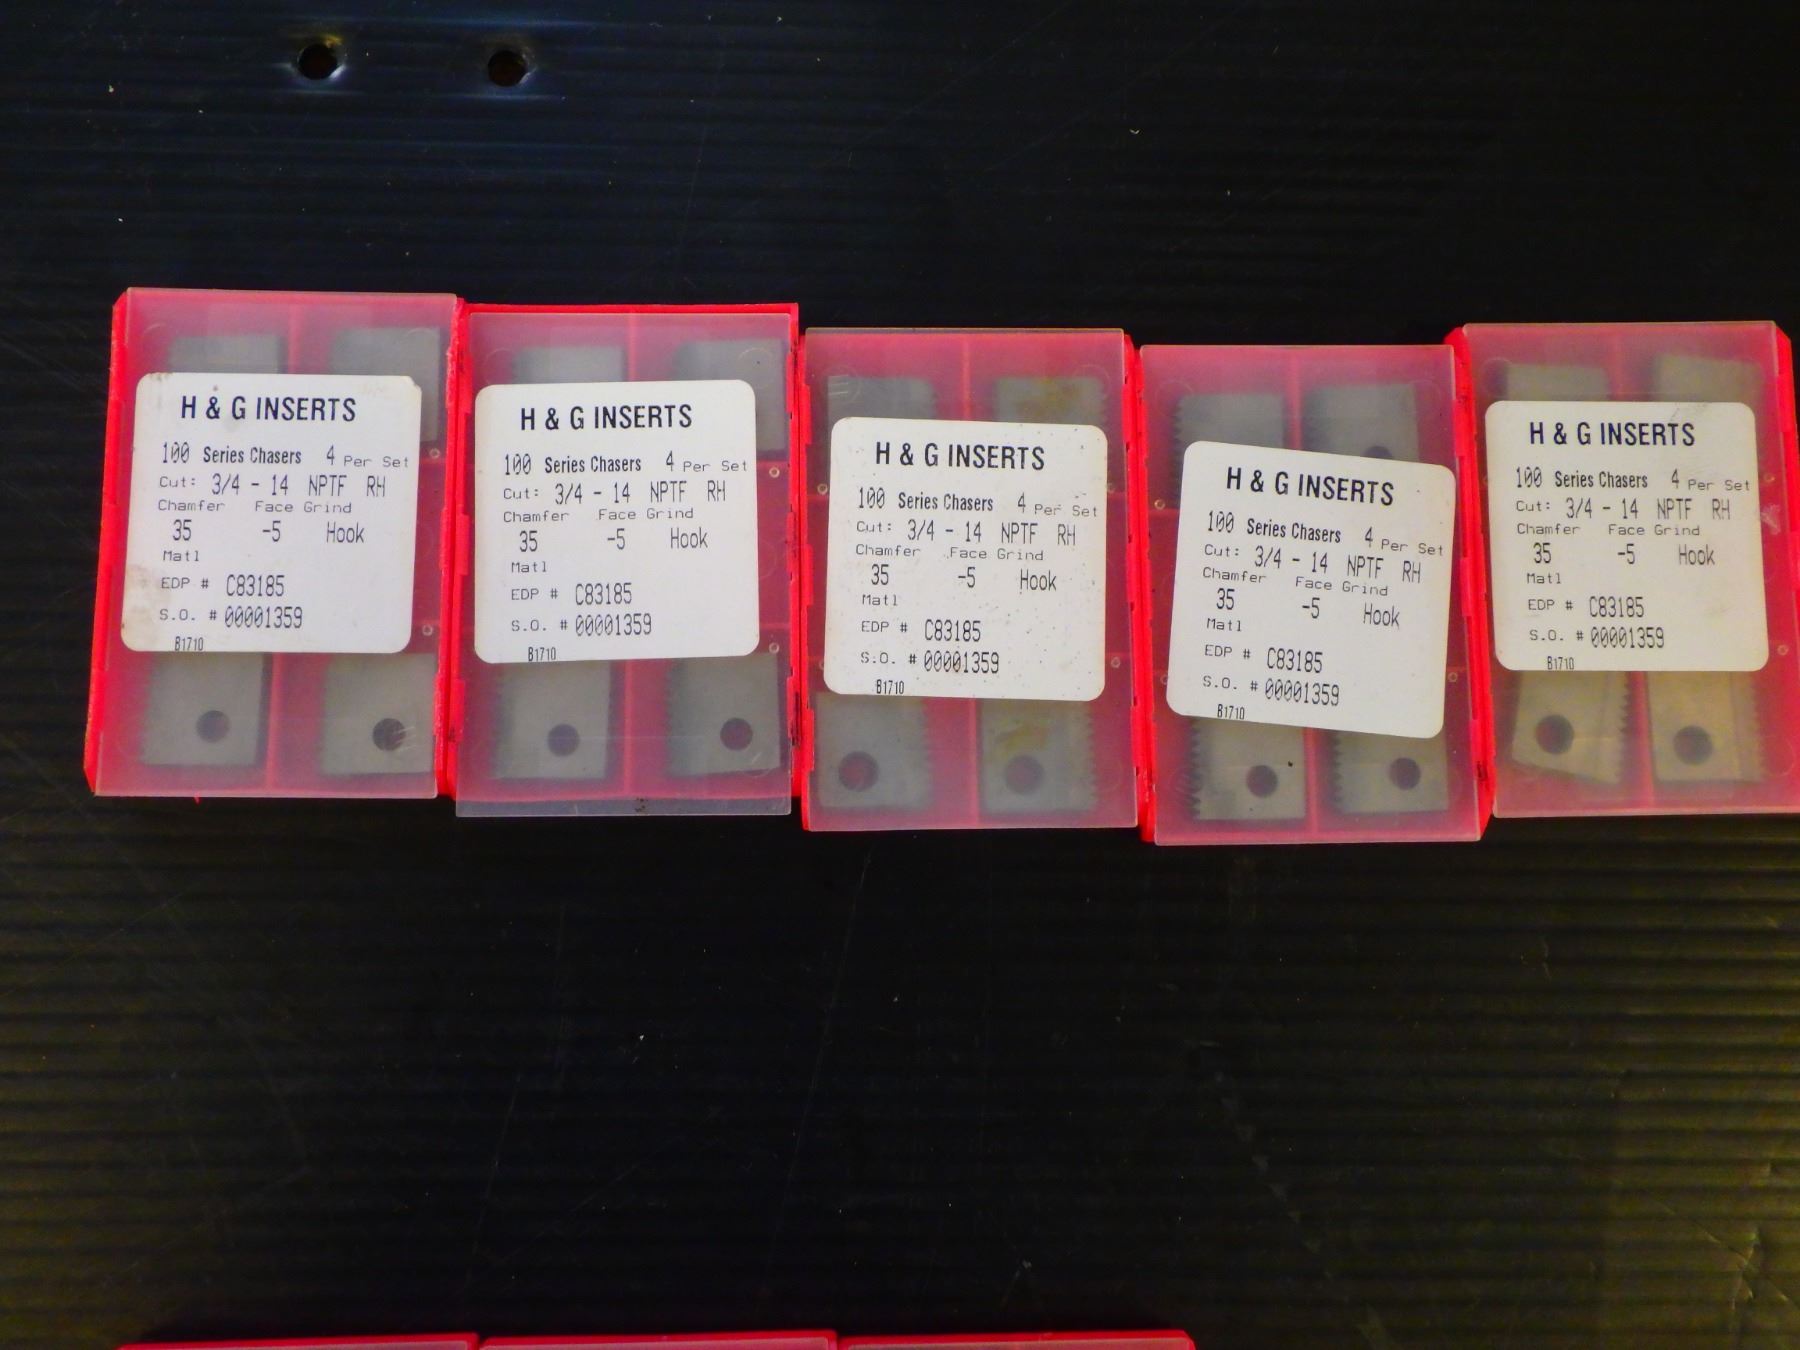 H & G INSERTS
100 Series Chasers 4 Per Set
Cut: 3/4 - 14 NPTF RH
Chamfer Face Grind
35 -5 Hook
Matl
EDP # C83185
S.O. # 00001359
B1710
H & G INSERTS
100 Series Chasers 4 Per Set
Cut: 3/4 - 14 NPTF RH
Chamfer Face Grind
35 -5 Hook
Matl
EDP # C83185
S.O. # 00001359
B1710
H & G INSERTS
100 Series Chasers 4 Per Set
Cut: 3/4 - 14 NPTF RH
Chamfer Face Grind
35 -5 Hook
Matl
EDP # C83185
S.O. # 00001359
B1710
H & G INSERTS
100 Series Chasers 4 Per Set
Cut: 3/4 - 14 NPTF RH
Chamfer Face Grind
35 -5 Hook
Matl
EDP # C83185
S.O. # 00001359
B1710
H & G INSERTS
100 Series Chasers 4 Per Set
Cut: 3/4 - 14 NPTF RH
Chamfer Face Grind
35 -5 Hook
Matl
EDP # C83185
S.O. # 00001359
B1710